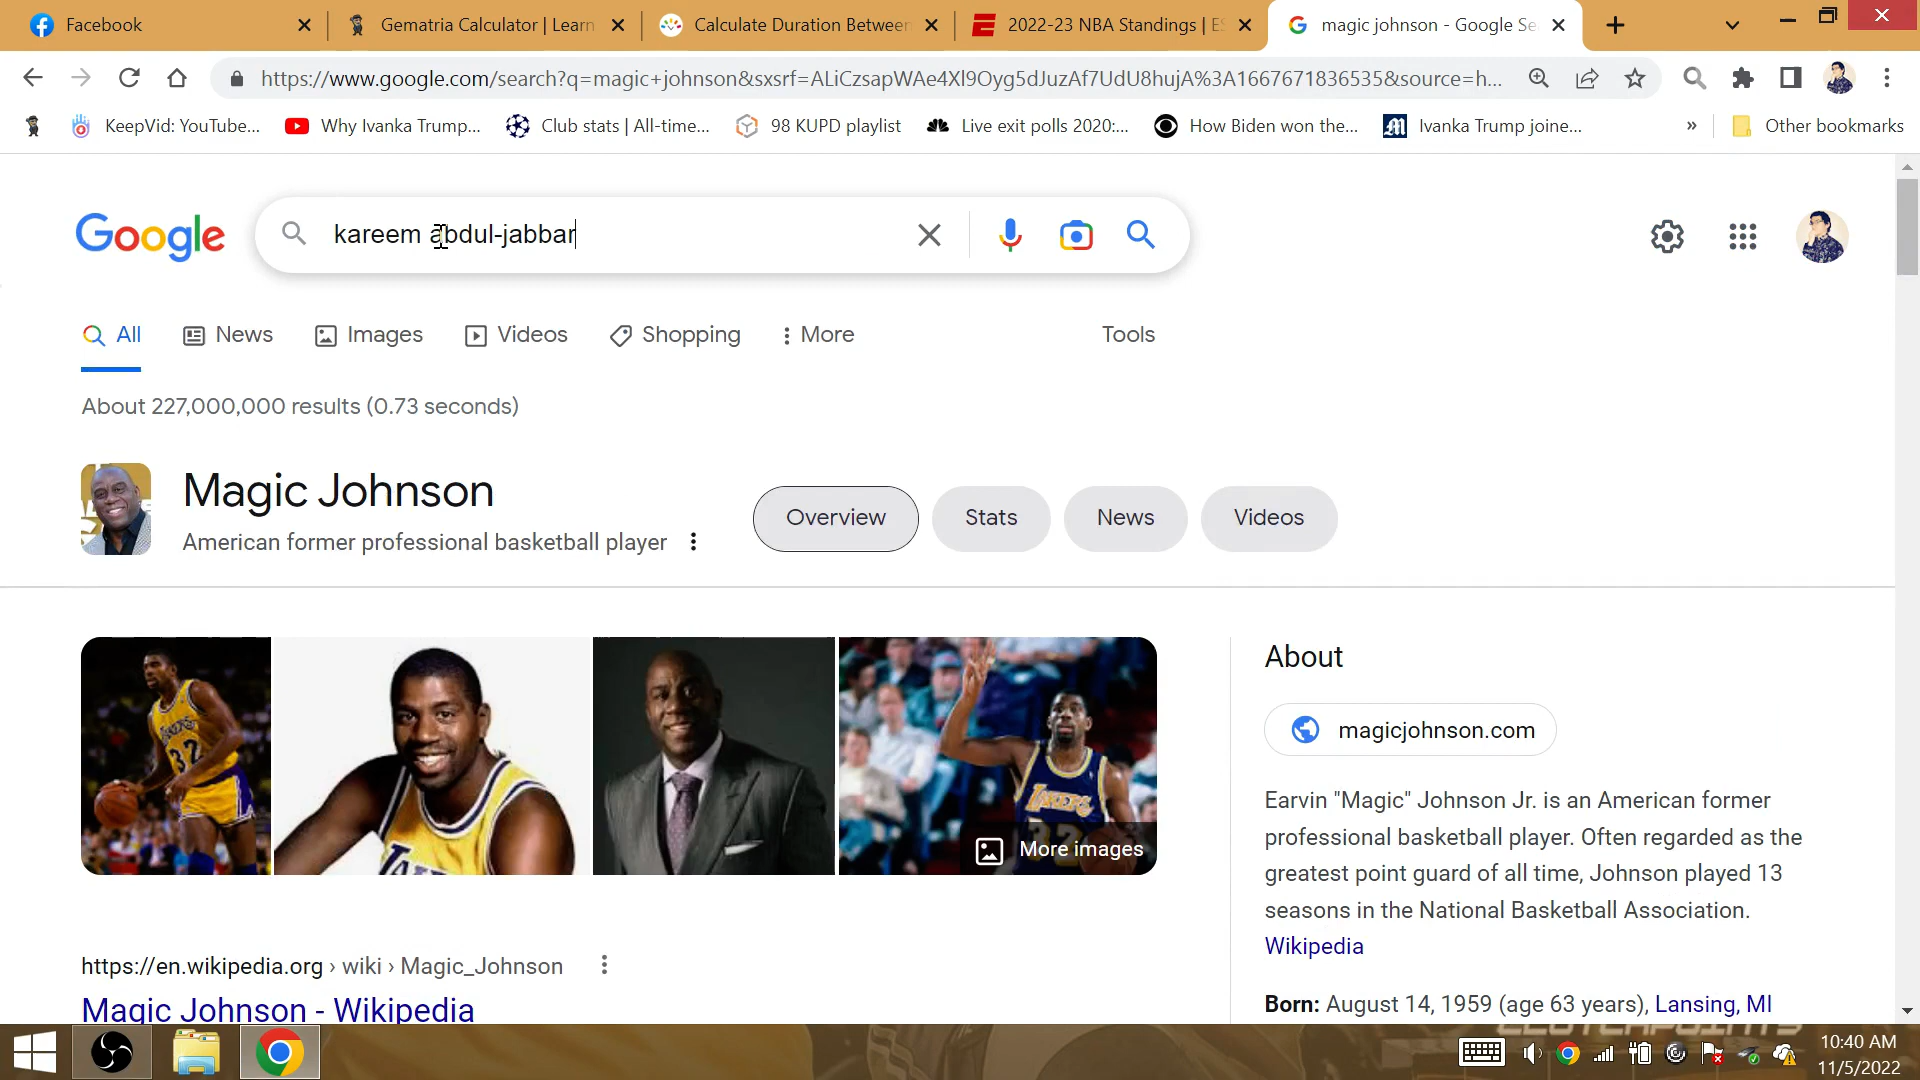 Facebook
Gematria Calculator | Learn
Calculate Duration Between
2022-23 NBA Standings | ES
magic johnson - Google Se
https://www.google.com/search?q=magic+johnson&sxsrf=ALiCzsapWAe4Xl9Oyg5dJuzAf7UdU8hujA%3A1667671836535&source=h...
KeepVid: YouTube...
Why Ivanka Trump...
Club stats | All-time...
98 KUPD playlist
Live exit polls 2020:...
How Biden won the...
Ivanka Trump joine...
»
Other bookmarks
Google
kareem abdul-jabbar
All
News
Images
Videos
Shopping
More
Tools
About 227,000,000 results (0.73 seconds)
Magic Johnson
American former professional basketball player
Overview
Stats
News
Videos
32
LAKERS
32
More images
About
magicjohnson.com
Earvin "Magic" Johnson Jr. is an American former
professional basketball player. Often regarded as the
greatest point guard of all time, Johnson played 13
seasons in the National Basketball Association.
Wikipedia
Born: August 14, 1959 (age 63 years), Lansing, MI
https://en.wikipedia.org › wiki › Magic_Johnson
Magic Johnson - Wikipedia
CLUTCHPOINTS
10:40 AM
11/5/2022